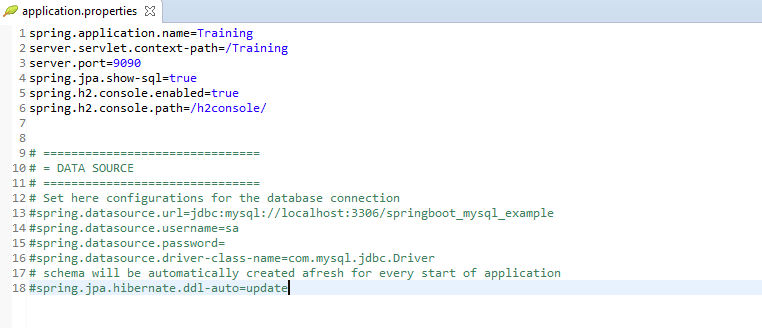 application.properties
1 spring.application.name=Training
2 server.servlet.context-path=/Training
3 server.port=9090
4 spring.jpa.show-sql=true
5 spring.h2.console.enabled=true
6 spring.h2.console.path=/h2console/
7
8
9 # ===============================
10 # = DATA SOURCE
11 # ===============================
12 # Set here configurations for the database connection
13 #spring.datasource.url=jdbc:mysql://localhost:3306/springboot_mysql_example
14 #spring.datasource.username=sa
15 #spring.datasource.password=
16 #spring.datasource.driver-class-name=com.mysql.jdbc.Driver
17 # schema will be automatically created afresh for every start of application
18 #spring.jpa.hibernate.ddl-auto=update